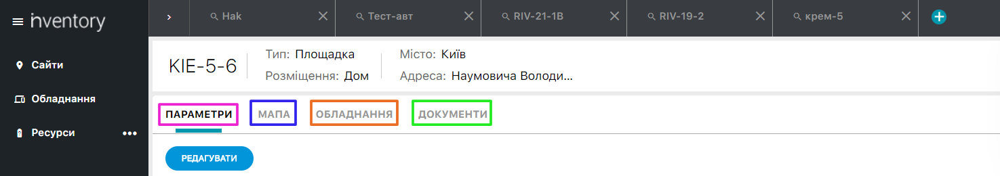 inventory
Hak
Тест-авт
RIV-21-1B
RIV-19-2
крем-5
Сайти
Обладнання
Ресурси
KIE-5-6
Тип: Площадка
Розміщення: Дом
Місто: Київ
Адреса: Наумовича Володи...
ПАРАМЕТРИ
МАПА
ОБЛАДНАННЯ
ДОКУМЕНТИ
РЕДАГУВАТИ